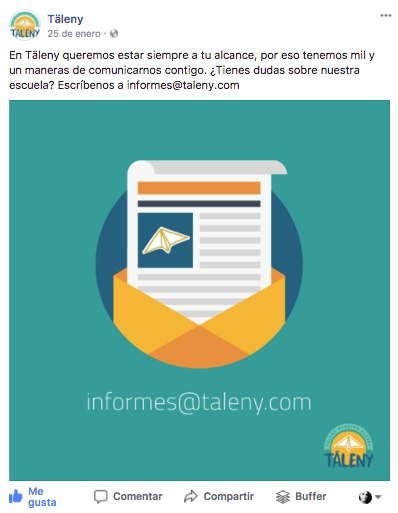 Täleny
25 de enero
En Täleny queremos estar siempre a tu alcance, por eso tenemos mil y
un maneras de comunicarnos contigo. ¿Tienes dudas sobre nuestra
escuela? Escríbenos a informes@taleny.com
informes@taleny.com
TÄLENY
Me gusta
Comentar
Compartir
Buffer